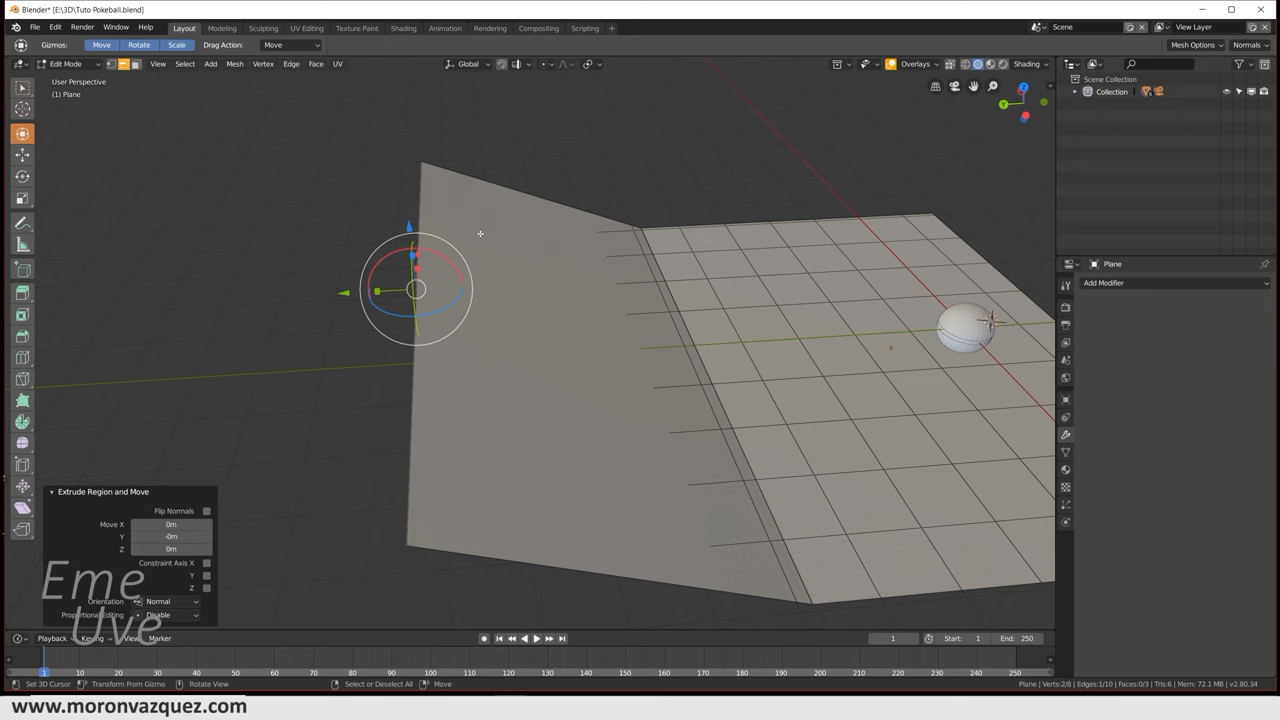 Blender* [E:\3D\Tuto Pokeball.blend]
File Edit Render Window Help Layout Modeling Sculpting UV Editing Texture Paint Shading Animation Rendering Compositing Scripting + Scene View Layer
Gizmos: Move Rotate Scale Drag Action: Move Mesh Options Normals
Edit Mode View Select Add Mesh Vertex Edge Face UV Global Overlays Shading
User Perspective
(1) Plane
Scene Collection
Collection
Z
Y
Plane
Add Modifier
Extrude Region and Move
Flip Normals
Move X 0m
Y -0m
Z 0m
Constraint Axis X
Y
Z
Orientation Normal
Proportional Editing Disable
Eme
Uve
Playback Keying View Marker 1 Start: 1 End: 250
1 10 20 30 40 50 60 70 80 90 100 110 120 130 140 150 160 170 180 190 200 210 220 230 240 250
Set 3D Cursor Transform From Gizmo Rotate View Select or Deselect All Move Plane | Verts:2/8 | Edges:1/10 | Faces:0/3 | Tris:6 | Mem: 72.1 MB | v2.80.34
www.moronvazquez.com